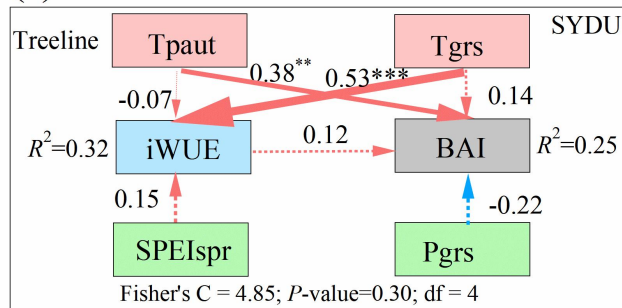 Treeline
SYDU
Tpaut
Tgrs
0.38**
0.53***
-0.07
0.14
R²=0.32
iWUE
0.12
BAI
R²=0.25
0.15
-0.22
SPEIspr
Pgrs
Fisher's C = 4.85; P-value=0.30; df = 4